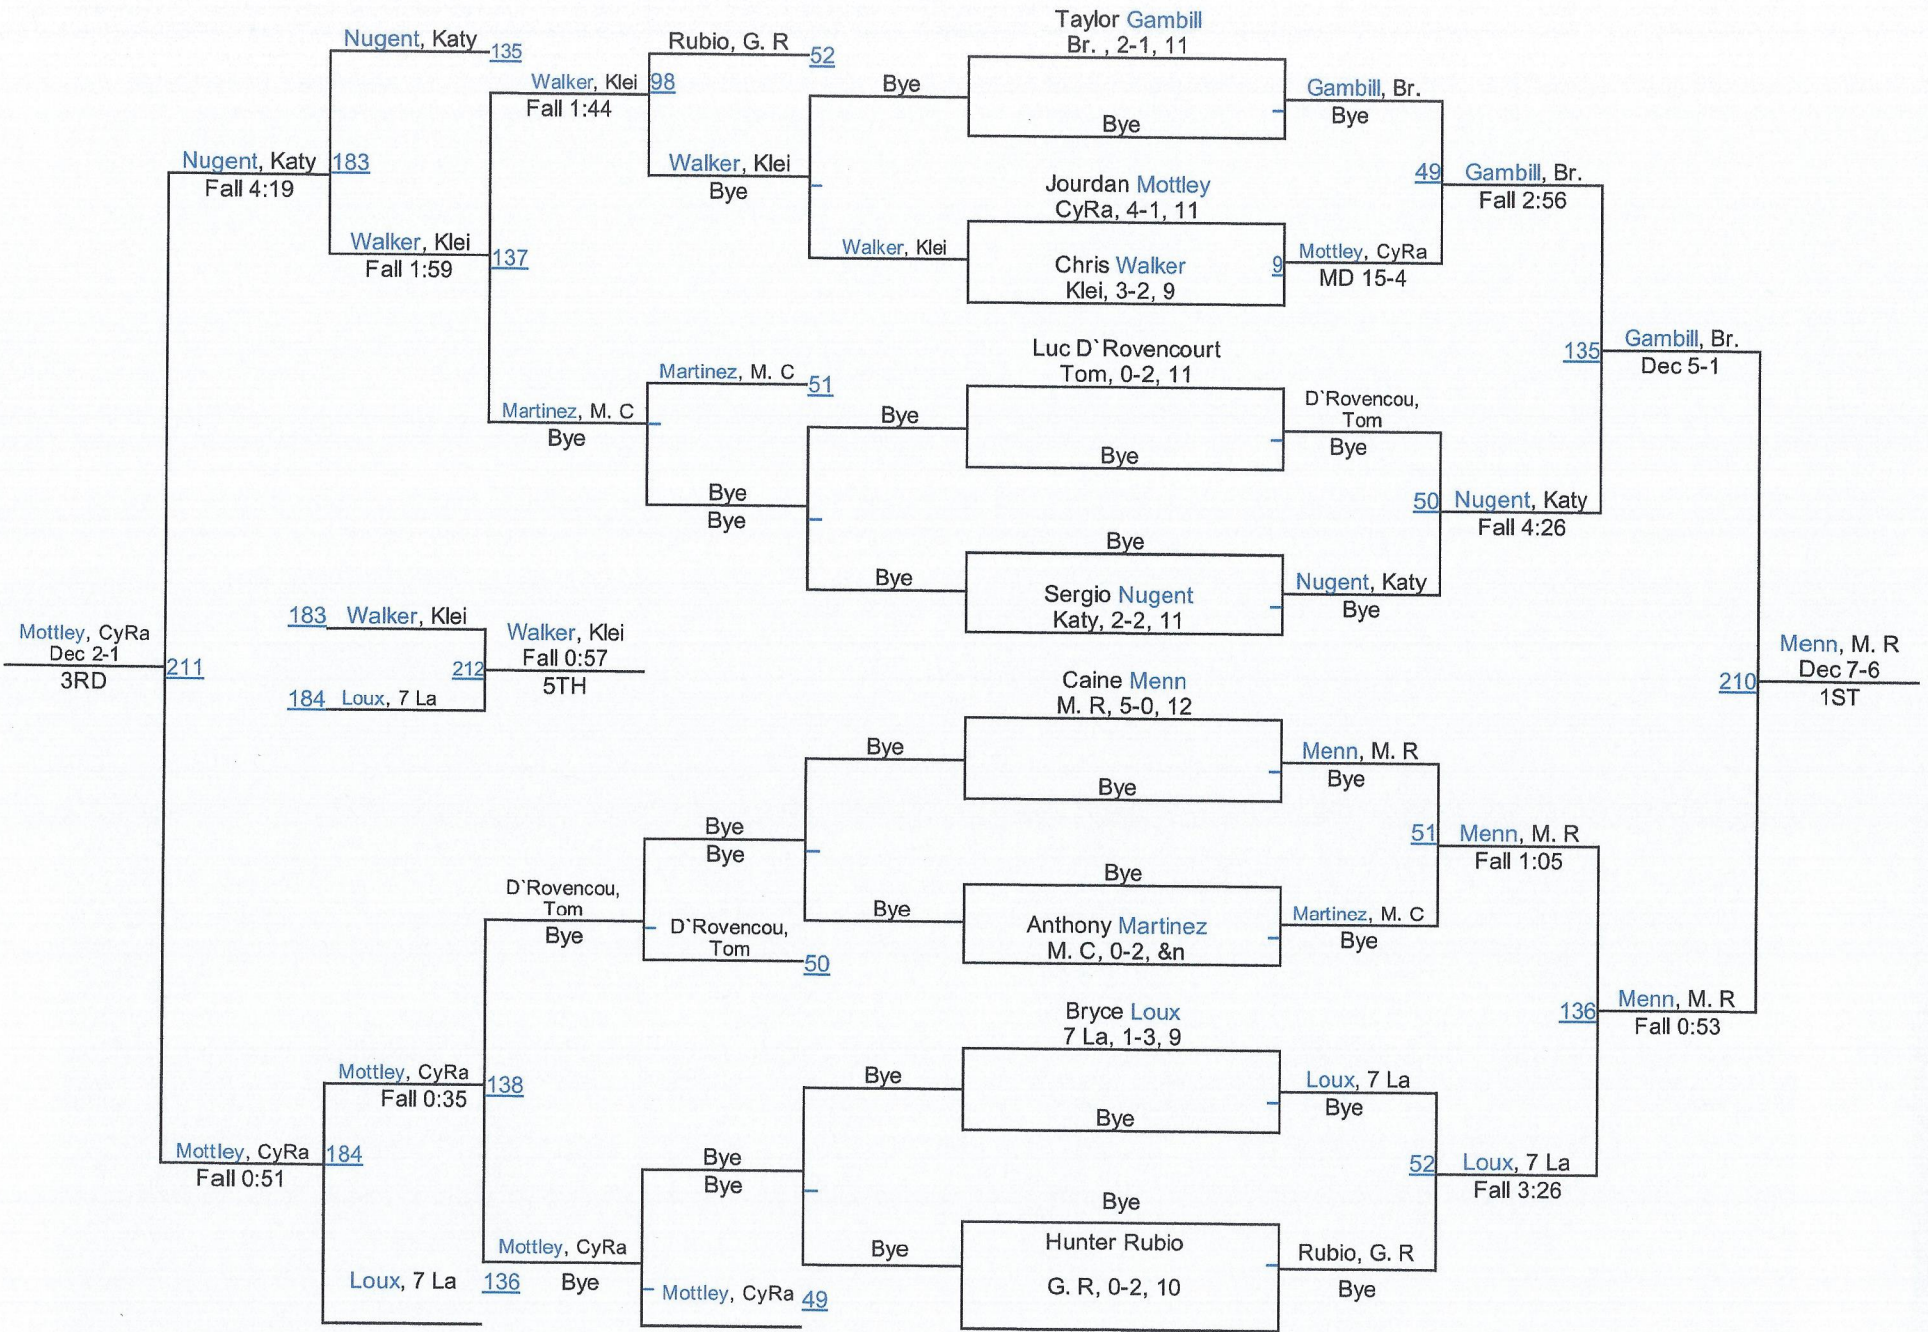 Taylor Gambill
Br. , 2-1, 11
Nugent, Katy 135
Rubio, G. R 52
Walker, Klei 98
Fall 1:44
Bye
Gambill, Br.
Bye
Bye
Nugent, Katy 183
Fall 4:19
Walker, Klei
Bye
Jourdan Mottley
CyRa, 4-1, 11
49 Gambill, Br.
Fall 2:56
Walker, Klei 137
Fall 1:59
Walker, Klei
Chris Walker 9
Klei, 3-2, 9
Mottley, CyRa
MD 15-4
Luc D`Rovencourt
Tom, 0-2, 11
135 Gambill, Br.
Dec 5-1
Martinez, M. C 51
Martinez, M. C
Bye
Bye
Bye
D`Rovencou,
Tom
Bye
Bye
Bye
50 Nugent, Katy
Fall 4:26
Bye
Bye
Sergio Nugent
Katy, 2-2, 11
Nugent, Katy
Bye
Mottley, CyRa
Dec 2-1
3RD
211
183 Walker, Klei
212
184 Loux, 7 La
Walker, Klei
Fall 0:57
5TH
210
Menn, M. R
Dec 7-6
1ST
Caine Menn
M. R, 5-0, 12
Bye
Bye
Menn, M. R
Bye
Bye
Bye
51 Menn, M. R
Fall 1:05
D`Rovencou,
Tom
Bye
D`Rovencou,
Tom
50
Bye
Bye
Anthony Martinez
M. C, 0-2, &n
Martinez, M. C
Bye
Bryce Loux
7 La, 1-3, 9
136 Menn, M. R
Fall 0:53
Mottley, CyRa 138
Fall 0:35
Bye
Bye
Loux, 7 La
Bye
Mottley, CyRa 184
Fall 0:51
Bye
Bye
52 Loux, 7 La
Fall 3:26
Bye
Bye
Hunter Rubio
G. R, 0-2, 10
Rubio, G. R
Bye
Mottley, CyRa
Bye
Loux, 7 La 136
Mottley, CyRa 49